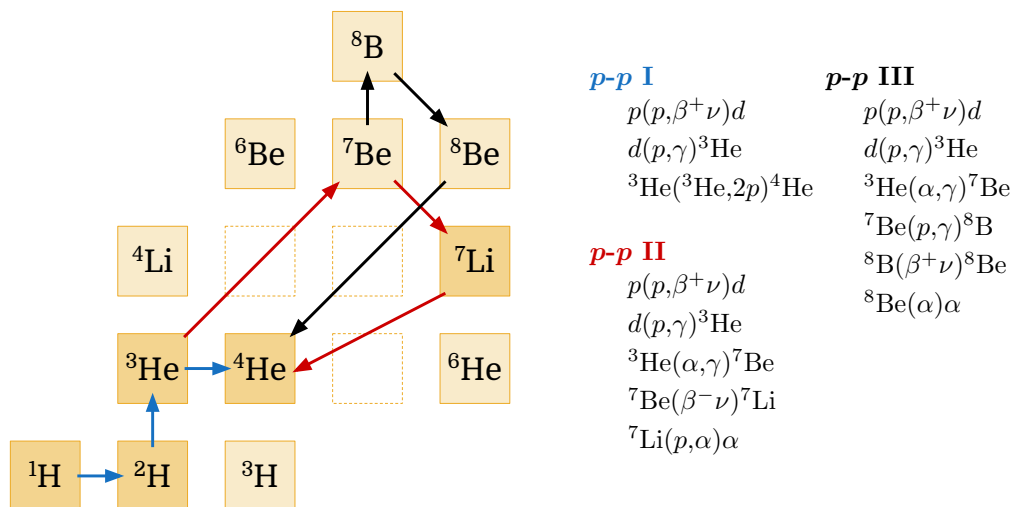 ⁸B
⁶Be ⁷Be ⁸Be
⁴Li ⁷Li
³He ⁴He ⁶He
¹H ²H ³H
p-p I
p(p,β⁺ν)d
d(p,γ)³He
³He(³He,2p)⁴He
p-p II
p(p,β⁺ν)d
d(p,γ)³He
³He(α,γ)⁷Be
⁷Be(β⁻ν)⁷Li
⁷Li(p,α)α
p-p III
p(p,β⁺ν)d
d(p,γ)³He
³He(α,γ)⁷Be
⁷Be(p,γ)⁸B
⁸B(β⁺ν)⁸Be
⁸Be(α)α